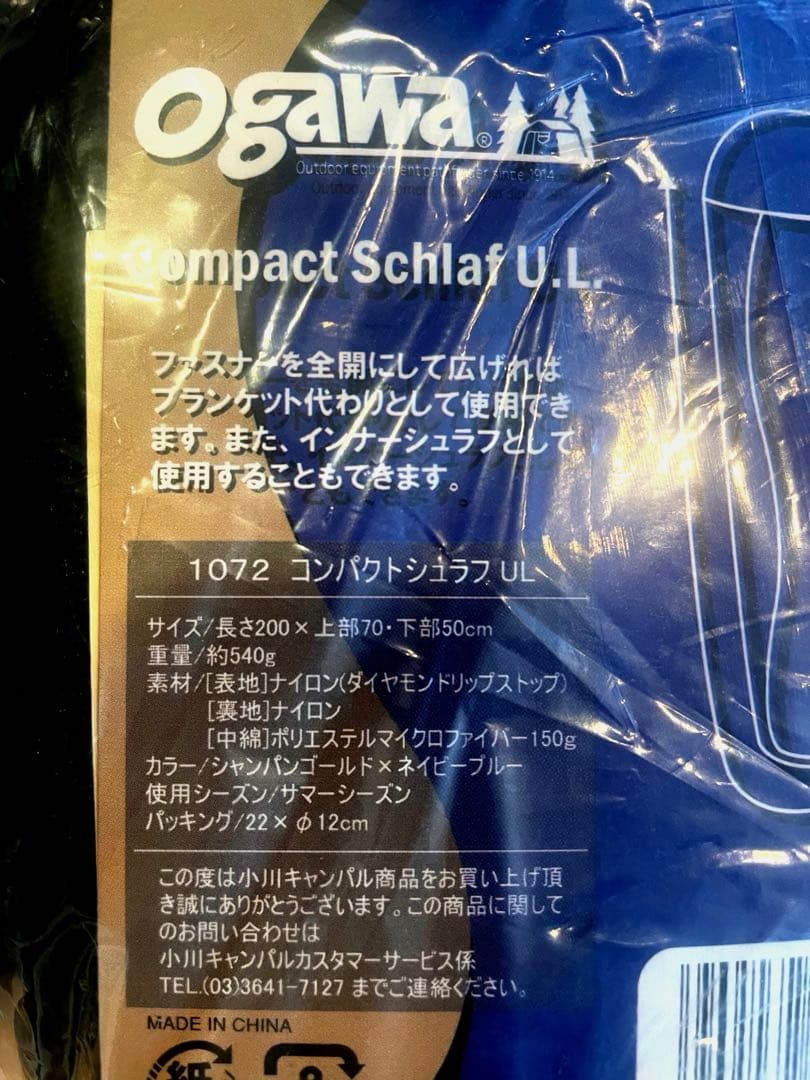 Ogawa®
Outdoor equipment pathfinder since 1914
Compact Schlaf U.L.
ファスナーを全開にして広げれば
ブランケット代わりとして使用でき
ます。また、インナーシュラフとして
使用することもできます。
1072 コンパクトシュラフ UL
サイズ/長さ200×上部70・下部50cm
重量/約540g
素材/[表地]ナイロン(ダイヤモンドリップストップ)
[裏地]ナイロン
[中綿]ポリエステルマイクロファイバー150g
カラー/シャンパンゴールド×ネイビーブルー
使用シーズン/サマーシーズン
パッキング/22×φ12cm
この度は小川キャンパル商品をお買い上げ頂
き誠にありがとうございます。この商品に関して
のお問い合わせは
小川キャンパルカスタマーサービス係
TEL.(03)3641-7127 までご連絡ください。
MADE IN CHINA
紙